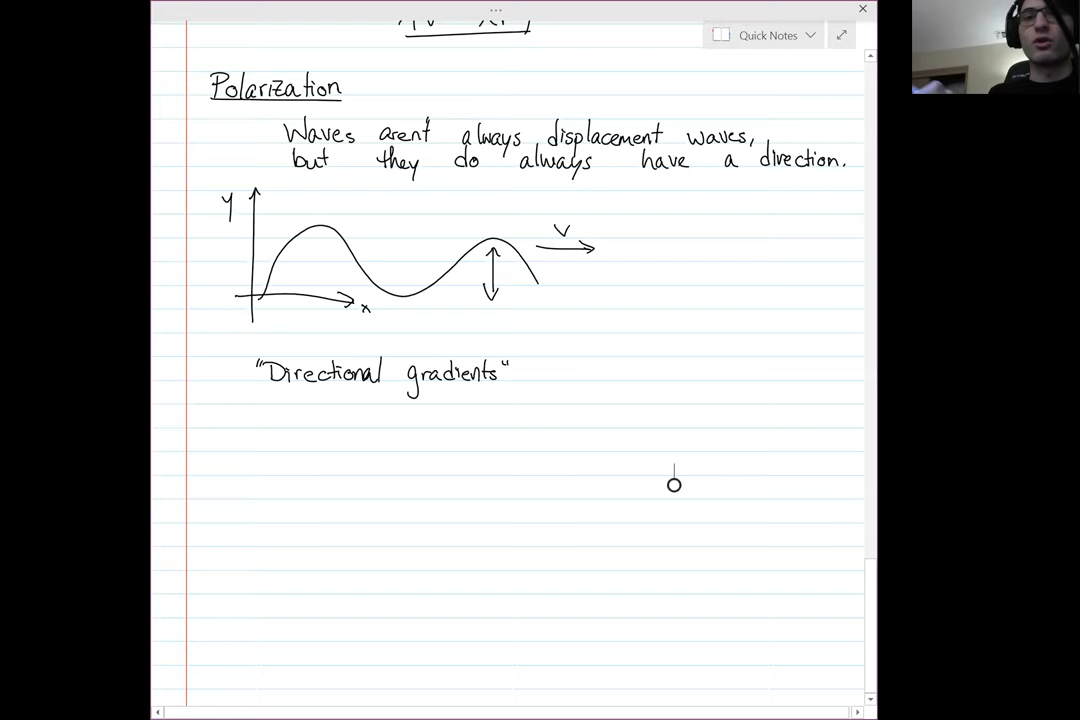 Quick Notes
Polarization
Waves aren't always displacement waves,
but they do always have a direction.
y
v
x
"Directional gradients"